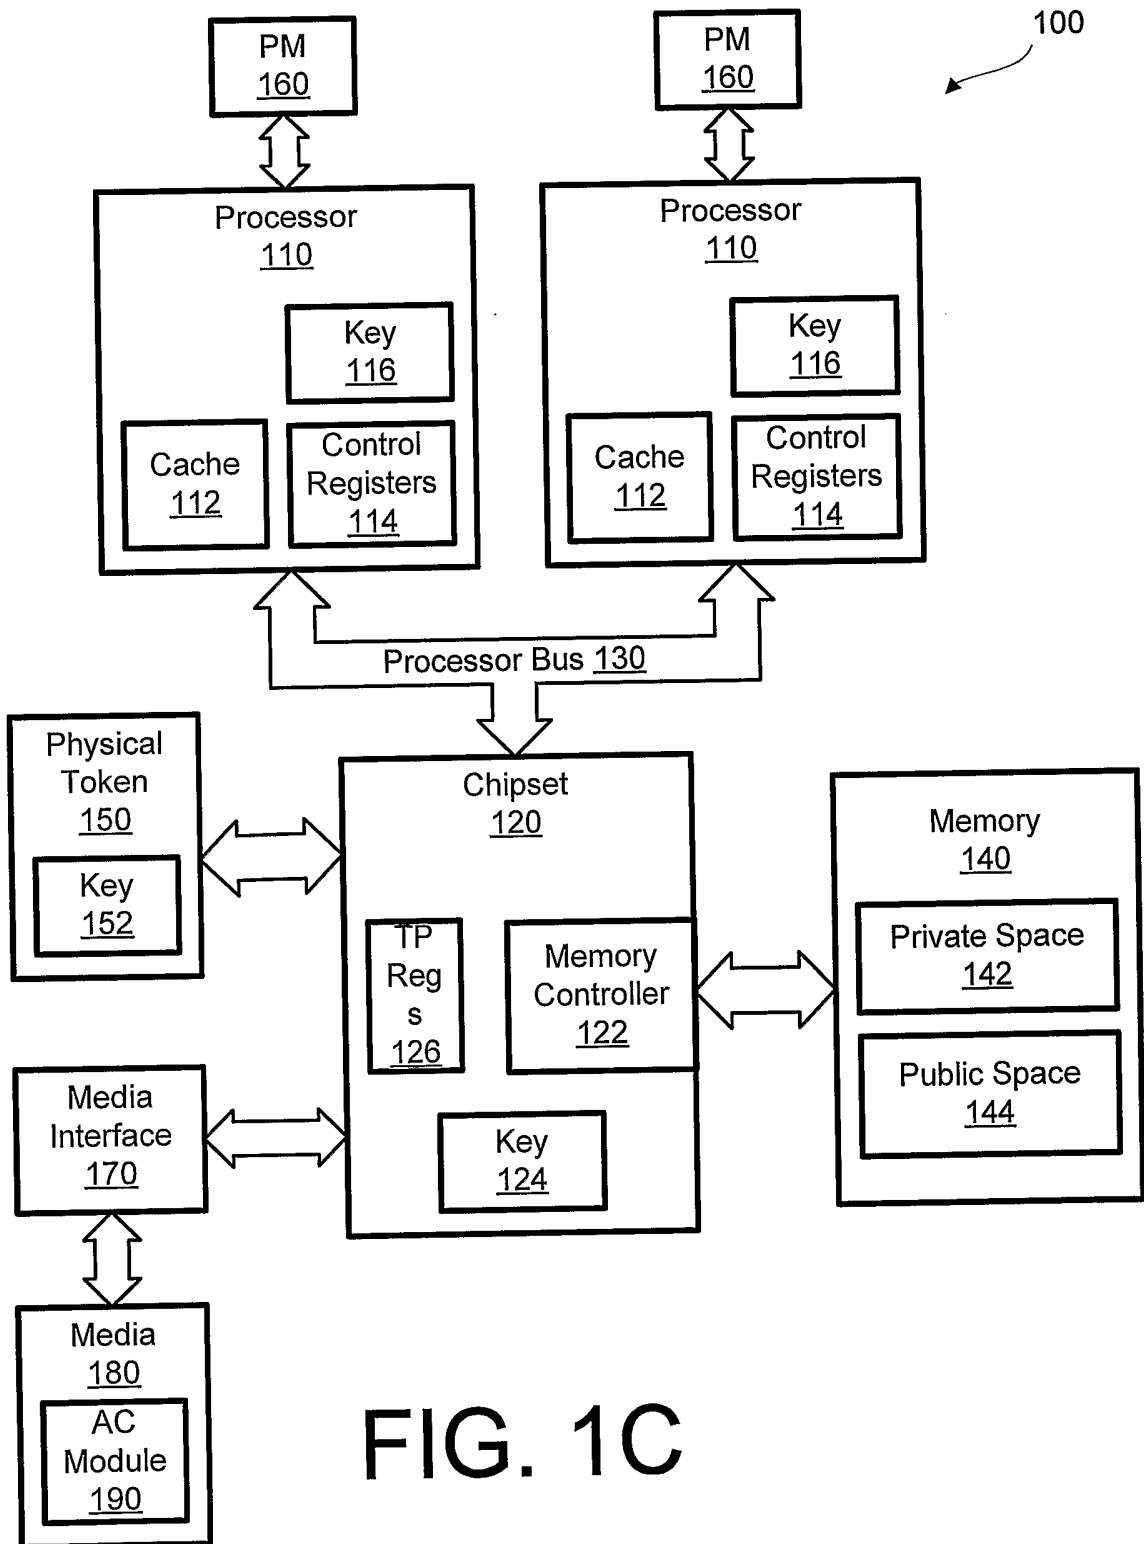 100
PM
160
PM
160
Processor
110
Key
116
Cache
112
Control
Registers
114
Processor
110
Key
116
Cache
112
Control
Registers
114
Processor Bus 130
Physical
Token
150
Key
152
Chipset
120
TP
Reg
s
126
Memory
Controller
122
Key
124
Memory
140
Private Space
142
Public Space
144
Media
Interface
170
Media
180
AC
Module
190
FIG. 1C